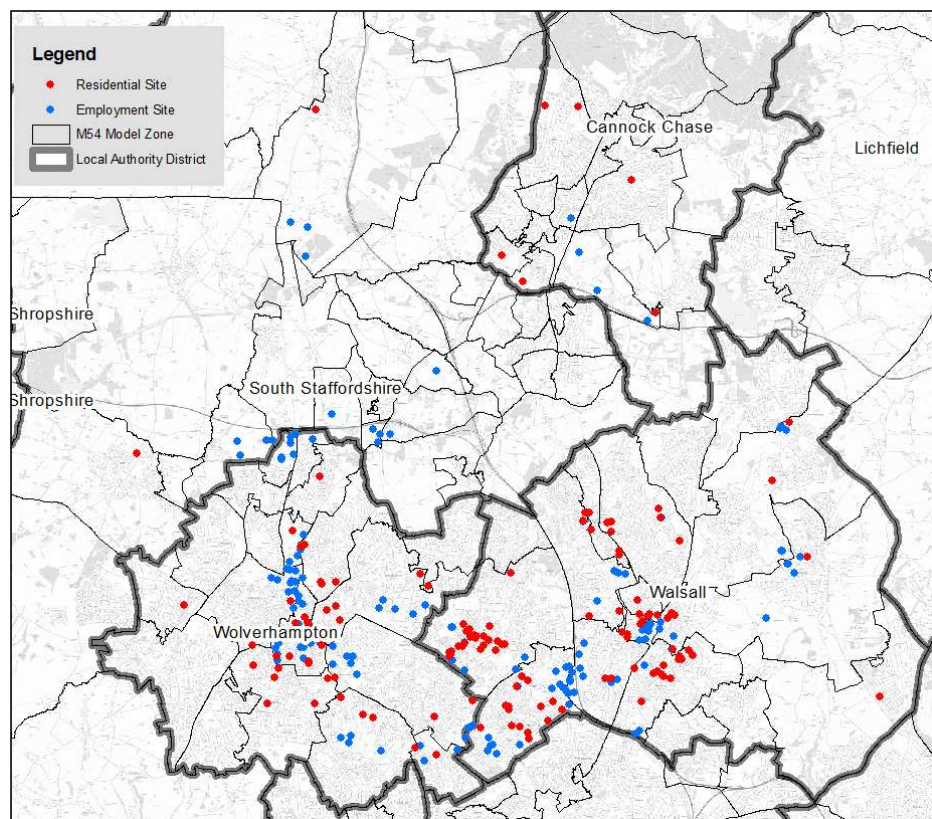 Legend
Residential Site
Employment Site
M54 Model Zone
Local Authority District
Cannock Chase
Lichfield
Shropshire
South Staffordshire
Shropshire
Walsall
Wolverhampton